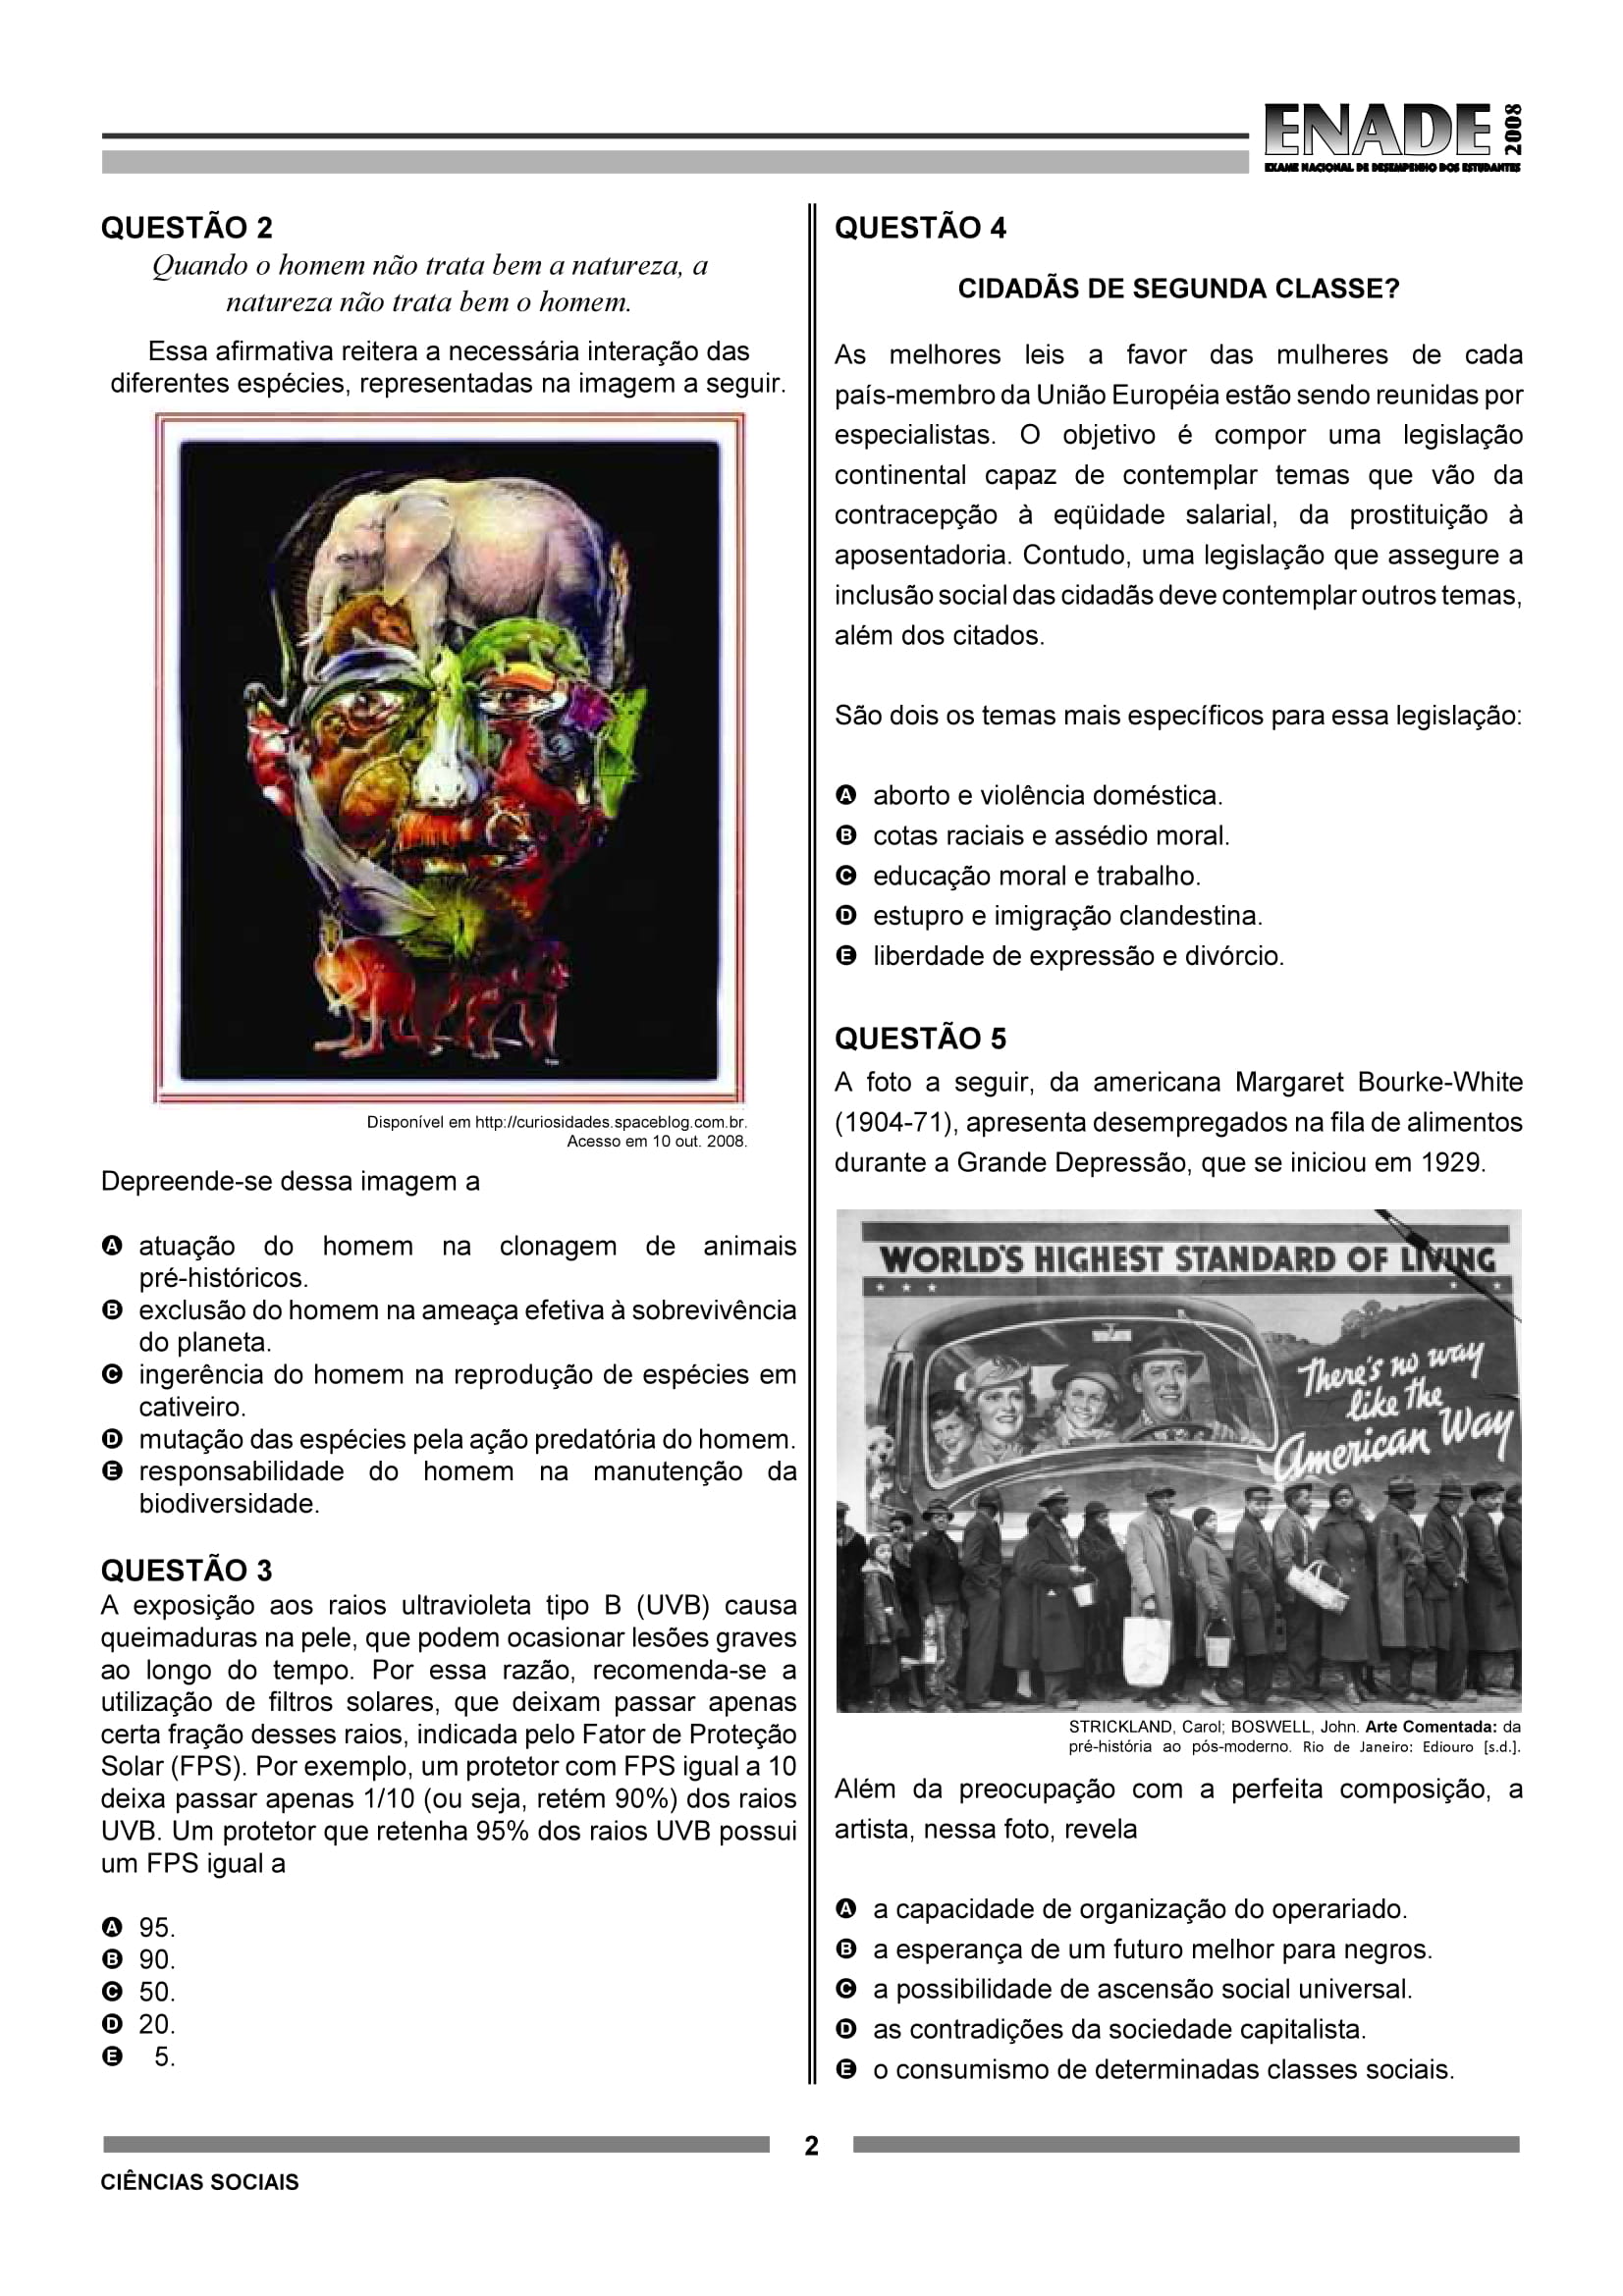 ENADE 2008
EXAME NACIONAL DE DESEMPENHO DOS ESTUDANTES
QUESTÃO 2
Quando o homem não trata bem a natureza, a
natureza não trata bem o homem.
Essa afirmativa reitera a necessária interação das
diferentes espécies, representadas na imagem a seguir.
Disponível em http://curiosidades.spaceblog.com.br.
Acesso em 10 out. 2008.
Depreende-se dessa imagem a
A atuação do homem na clonagem de animais
pré-históricos.
B exclusão do homem na ameaça efetiva à sobrevivência
do planeta.
C ingerência do homem na reprodução de espécies em
cativeiro.
D mutação das espécies pela ação predatória do homem.
E responsabilidade do homem na manutenção da
biodiversidade.
QUESTÃO 3
A exposição aos raios ultravioleta tipo B (UVB) causa
queimaduras na pele, que podem ocasionar lesões graves
ao longo do tempo. Por essa razão, recomenda-se a
utilização de filtros solares, que deixam passar apenas
certa fração desses raios, indicada pelo Fator de Proteção
Solar (FPS). Por exemplo, um protetor com FPS igual a 10
deixa passar apenas 1/10 (ou seja, retém 90%) dos raios
UVB. Um protetor que retenha 95% dos raios UVB possui
um FPS igual a
A 95.
B 90.
C 50.
D 20.
E 5.
QUESTÃO 4
CIDADÃS DE SEGUNDA CLASSE?
As melhores leis a favor das mulheres de cada
país-membro da União Européia estão sendo reunidas por
especialistas. O objetivo é compor uma legislação
continental capaz de contemplar temas que vão da
contracepção à eqüidade salarial, da prostituição à
aposentadoria. Contudo, uma legislação que assegure a
inclusão social das cidadãs deve contemplar outros temas,
além dos citados.
São dois os temas mais específicos para essa legislação:
A aborto e violência doméstica.
B cotas raciais e assédio moral.
C educação moral e trabalho.
D estupro e imigração clandestina.
E liberdade de expressão e divórcio.
QUESTÃO 5
A foto a seguir, da americana Margaret Bourke-White
(1904-71), apresenta desempregados na fila de alimentos
durante a Grande Depressão, que se iniciou em 1929.
WORLD'S HIGHEST STANDARD OF LIVING
There's no way
like the
American Way
STRICKLAND, Carol; BOSWELL, John. Arte Comentada: da
pré-história ao pós-moderno. Rio de Janeiro: Ediouro [s.d.].
Além da preocupação com a perfeita composição, a
artista, nessa foto, revela
A a capacidade de organização do operariado.
B a esperança de um futuro melhor para negros.
C a possibilidade de ascensão social universal.
D as contradições da sociedade capitalista.
E o consumismo de determinadas classes sociais.
2
CIÊNCIAS SOCIAIS